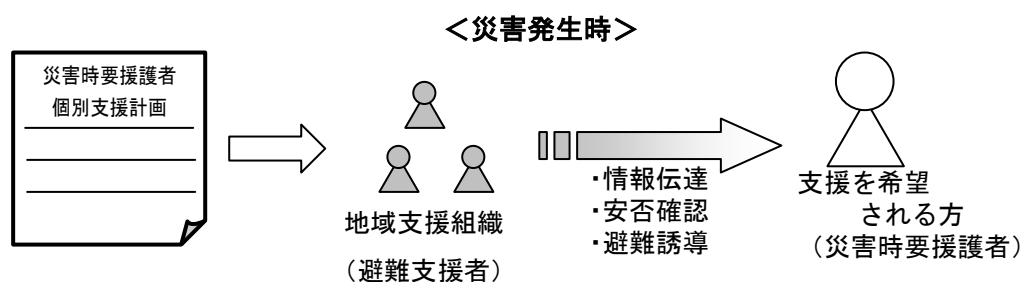 ＜災害発生時＞
災害時要援護者
個別支援計画
地域支援組織
（避難支援者）
・情報伝達
・安否確認
・避難誘導
支援を希望
される方
（災害時要援護者）